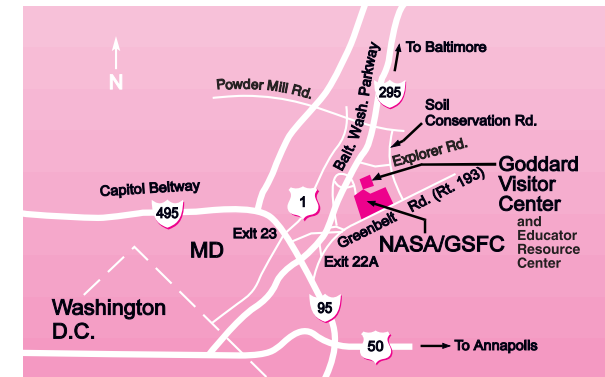 To Baltimore
N
Powder Mill Rd.
Balt. Wash. Parkway
295
Soil
Conservation Rd.
Explorer Rd.
Goddard
Visitor
Center
and
Educator
Resource
Center
Capitol Beltway
495
1
Rd. (Rt. 193)
Greenbelt
Exit 23
MD
NASA/GSFC
Exit 22A
Washington
D.C.
95
50
To Annapolis